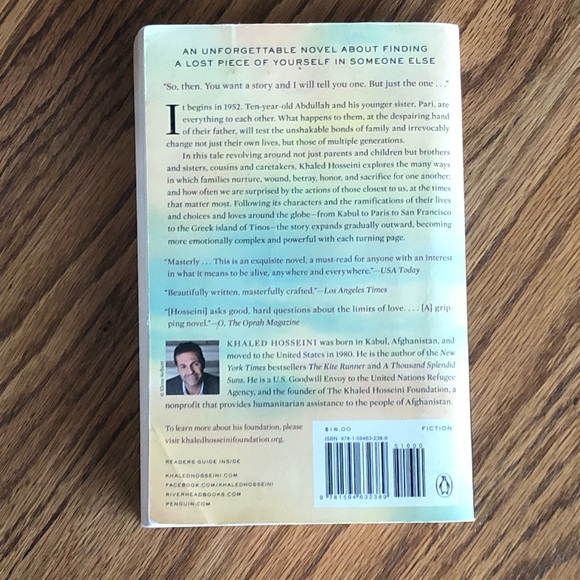 AN UNFORGETTABLE NOVEL ABOUT FINDING
A LOST PIECE OF YOURSELF IN SOMEONE ELSE
"So, then. You want a story and I will tell you one. But just the one . . ."
It begins in 1952. Ten-year-old Abdullah and his younger sister, Pari, are
everything to each other. What happens to them, at the despairing hand
of their father, will test the unshakable bonds of family and irrevocably
change not just their own lives, but those of multiple generations.
In this tale revolving around not just parents and children but brothers
and sisters, cousins and caretakers, Khaled Hosseini explores the many ways
in which families nurture, wound, betray, honor, and sacrifice for one another;
and how often we are surprised by the actions of those closest to us, at the times
that matter most. Following its characters and the ramifications of their lives
and choices and loves around the globe—from Kabul to Paris to San Francisco
to the Greek island of Tinos—the story expands gradually outward, becoming
more emotionally complex and powerful with each turning page.
"Masterly . . . This is an exquisite novel, a must-read for anyone with an interest
in what it means to be alive, anywhere and everywhere."—USA Today
"Beautifully written, masterfully crafted."—Los Angeles Times
"[Hosseini] asks good, hard questions about the limits of love. . . . [A] grip-
ping novel."—O, The Oprah Magazine
KHALED HOSSEINI was born in Kabul, Afghanistan, and
moved to the United States in 1980. He is the author of the New
York Times bestsellers The Kite Runner and A Thousand Splendid
Suns. He is a U.S. Goodwill Envoy to the United Nations Refugee
Agency, and the founder of The Khaled Hosseini Foundation, a
nonprofit that provides humanitarian assistance to the people of Afghanistan.
To learn more about his foundation, please
visit khaledhosseinifoundation.org.
READERS GUIDE INSIDE
KHALEDHOSSEINI.COM
FACEBOOK.COM/KHALEDHOSSEINI
RIVERHEADBOOKS.COM
PENGUIN.COM
$16.00 FICTION
ISBN 978-1-59463-238-9
51600
9 781594 632389